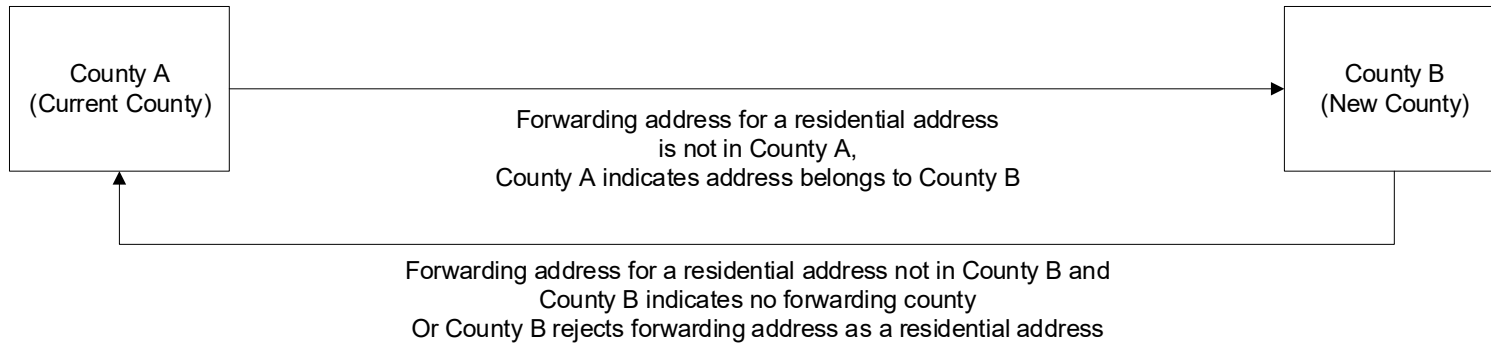 County A
(Current County)
County B
(New County)
Forwarding address for a residential address
is not in County A,
County A indicates address belongs to County B
Forwarding address for a residential address not in County B and
County B indicates no forwarding county
Or County B rejects forwarding address as a residential address